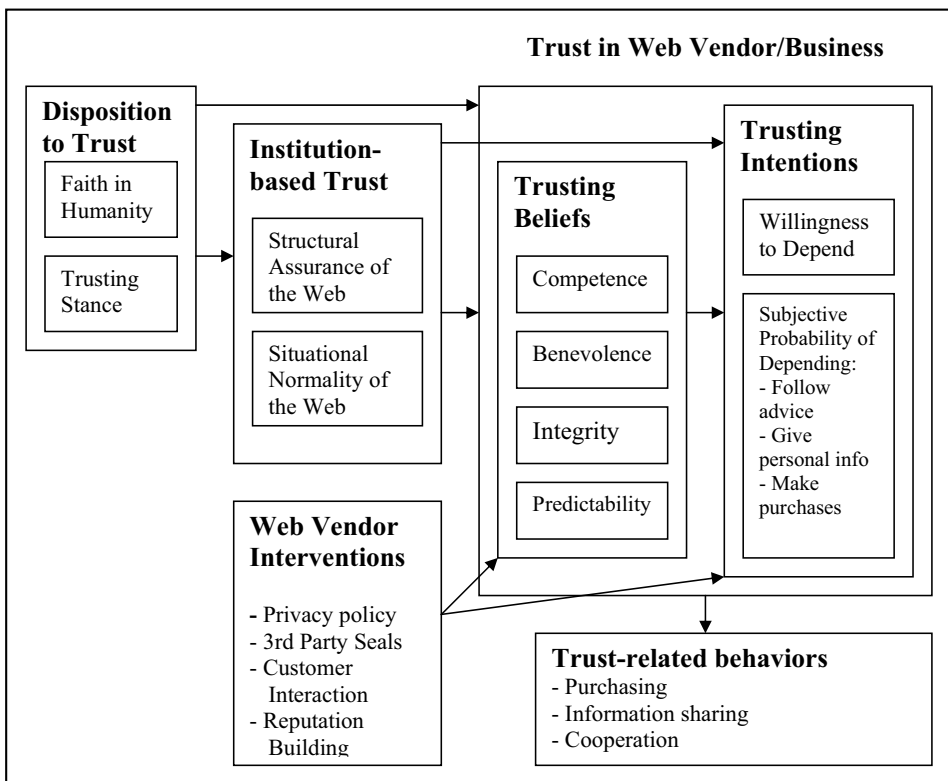 Trust in Web Vendor/Business
Disposition
to Trust
Faith in
Humanity
Trusting
Stance
Institution-
based Trust
Structural
Assurance of
the Web
Situational
Normality of
the Web
Trusting
Beliefs
Competence
Benevolence
Integrity
Predictability
Trusting
Intentions
Willingness
to Depend
Subjective
Probability of
Depending:
- Follow
advice
- Give
personal info
- Make
purchases
Web Vendor
Interventions
- Privacy policy
- 3rd Party Seals
- Customer
Interaction
- Reputation
Building
Trust-related behaviors
- Purchasing
- Information sharing
- Cooperation